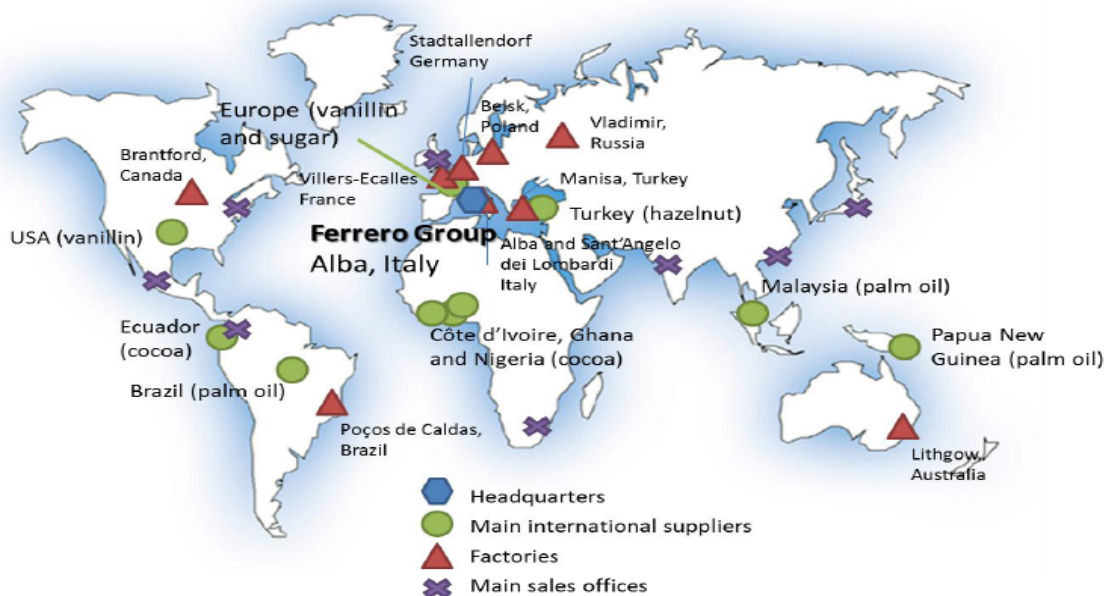 Stadtallendorf
Germany
Europe (vanillin
and sugar)
Belsk,
Poland
Vladimir,
Russia
Brantford,
Canada
Villers-Ecalles
France
Manisa, Turkey
USA (vanillin)
Turkey (hazelnut)
Ferrero Group
Alba, Italy
Alba and Sant'Angelo
dei Lombardi
Italy
Malaysia (palm oil)
Ecuador
(cocoa)
Côte d'Ivoire, Ghana
and Nigeria (cocoa)
Papua New
Guinea (palm oil)
Brazil (palm oil)
Poços de Caldas,
Brazil
Lithgow,
Australia
Headquarters
Main international suppliers
Factories
Main sales offices